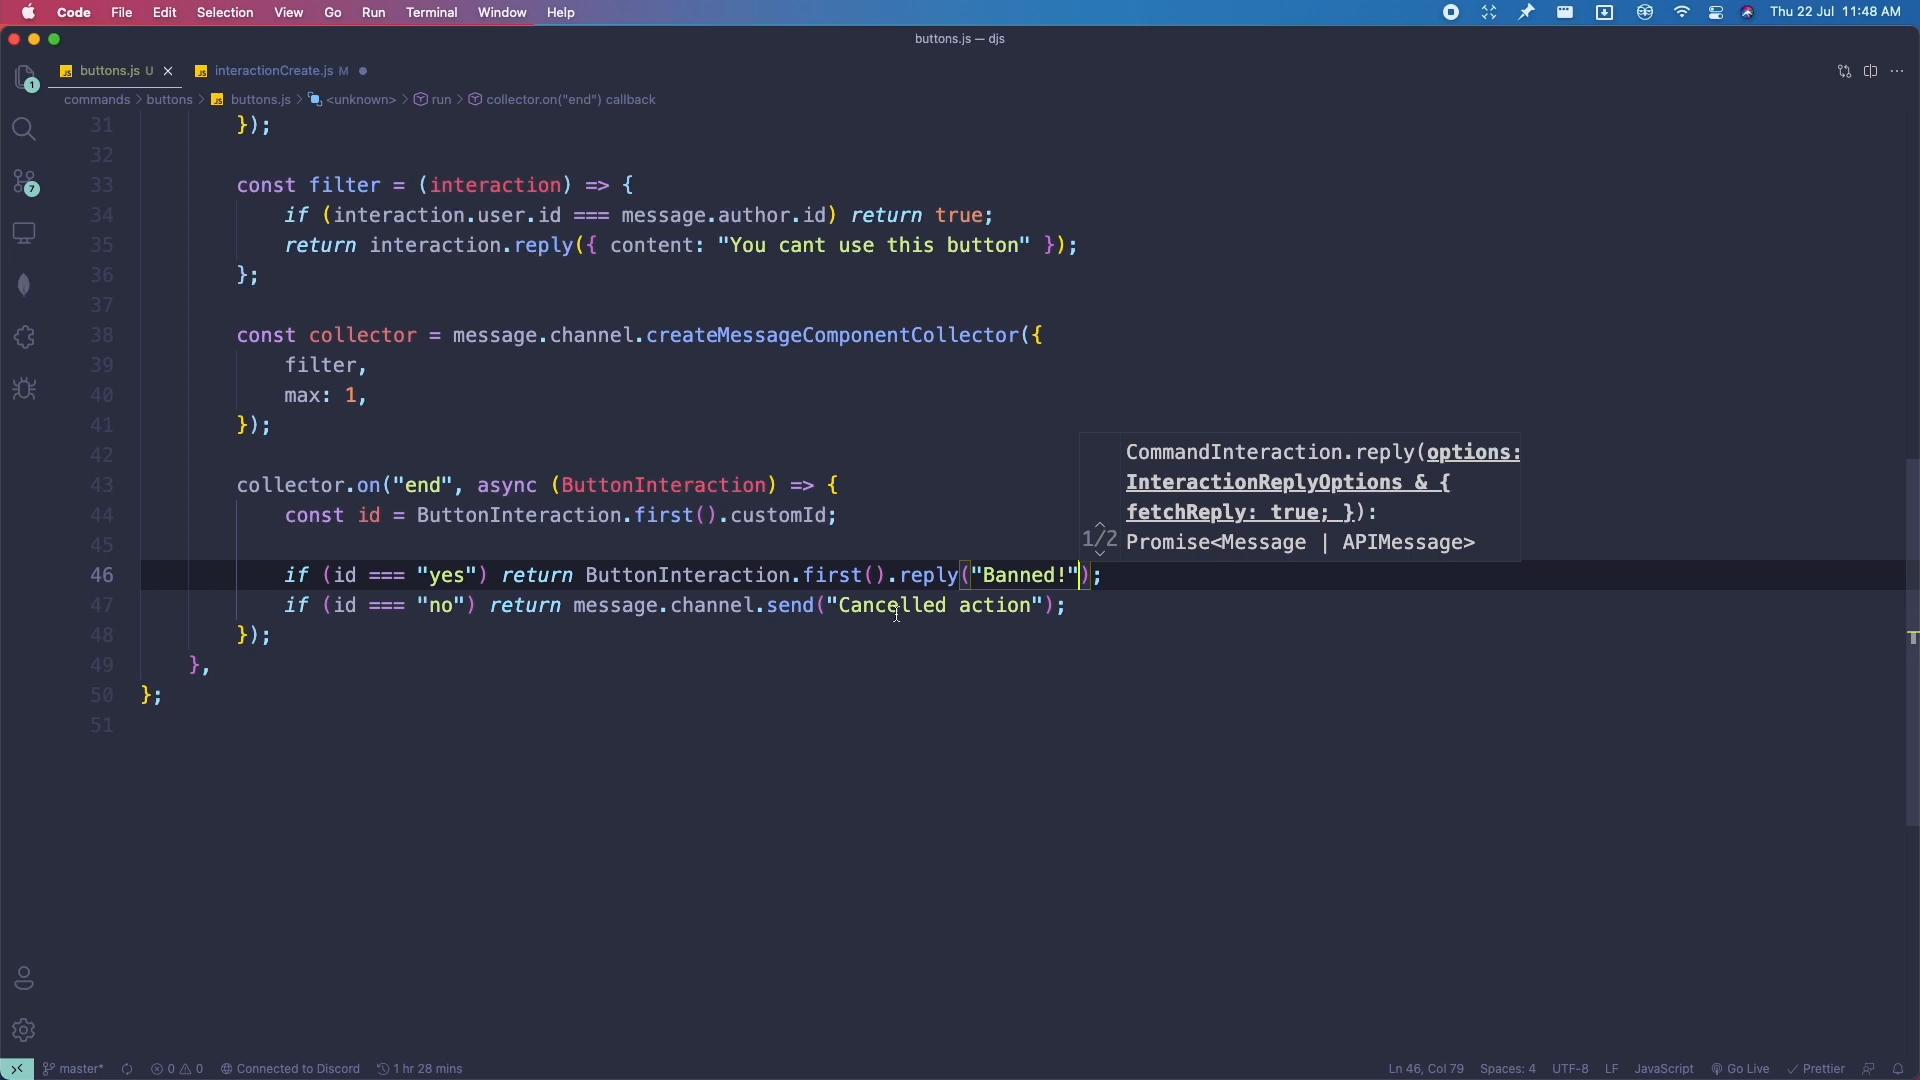 Code File Edit Selection View Go Run Terminal Window Help Thu 22 Jul 11:48 AM
buttons.js — djs
1 JS buttons.js U JS interactionCreate.js M
commands > buttons > JS buttons.js > <unknown> > run > collector.on("end") callback
31 });
32
33 const filter = (interaction) => {
34 if (interaction.user.id === message.author.id) return true;
7
35 return interaction.reply({ content: "You cant use this button" });
36 };
37
38 const collector = message.channel.createMessageComponentCollector({
39 filter,
40 max: 1,
41 });
42
43 collector.on("end", async (ButtonInteraction) => {
44 const id = ButtonInteraction.first().customId;
45
46 if (id === "yes") return ButtonInteraction.first().reply("Banned!");
47 if (id === "no") return message.channel.send("Cancelled action");
48 });
49 },
50 };
51
CommandInteraction.reply(options:
InteractionReplyOptions & {
fetchReply: true; }):
1/2 Promise<Message | APIMessage>
master* 0 0 Connected to Discord 1 hr 28 mins Ln 46, Col 79 Spaces: 4 UTF-8 LF JavaScript Go Live Prettier